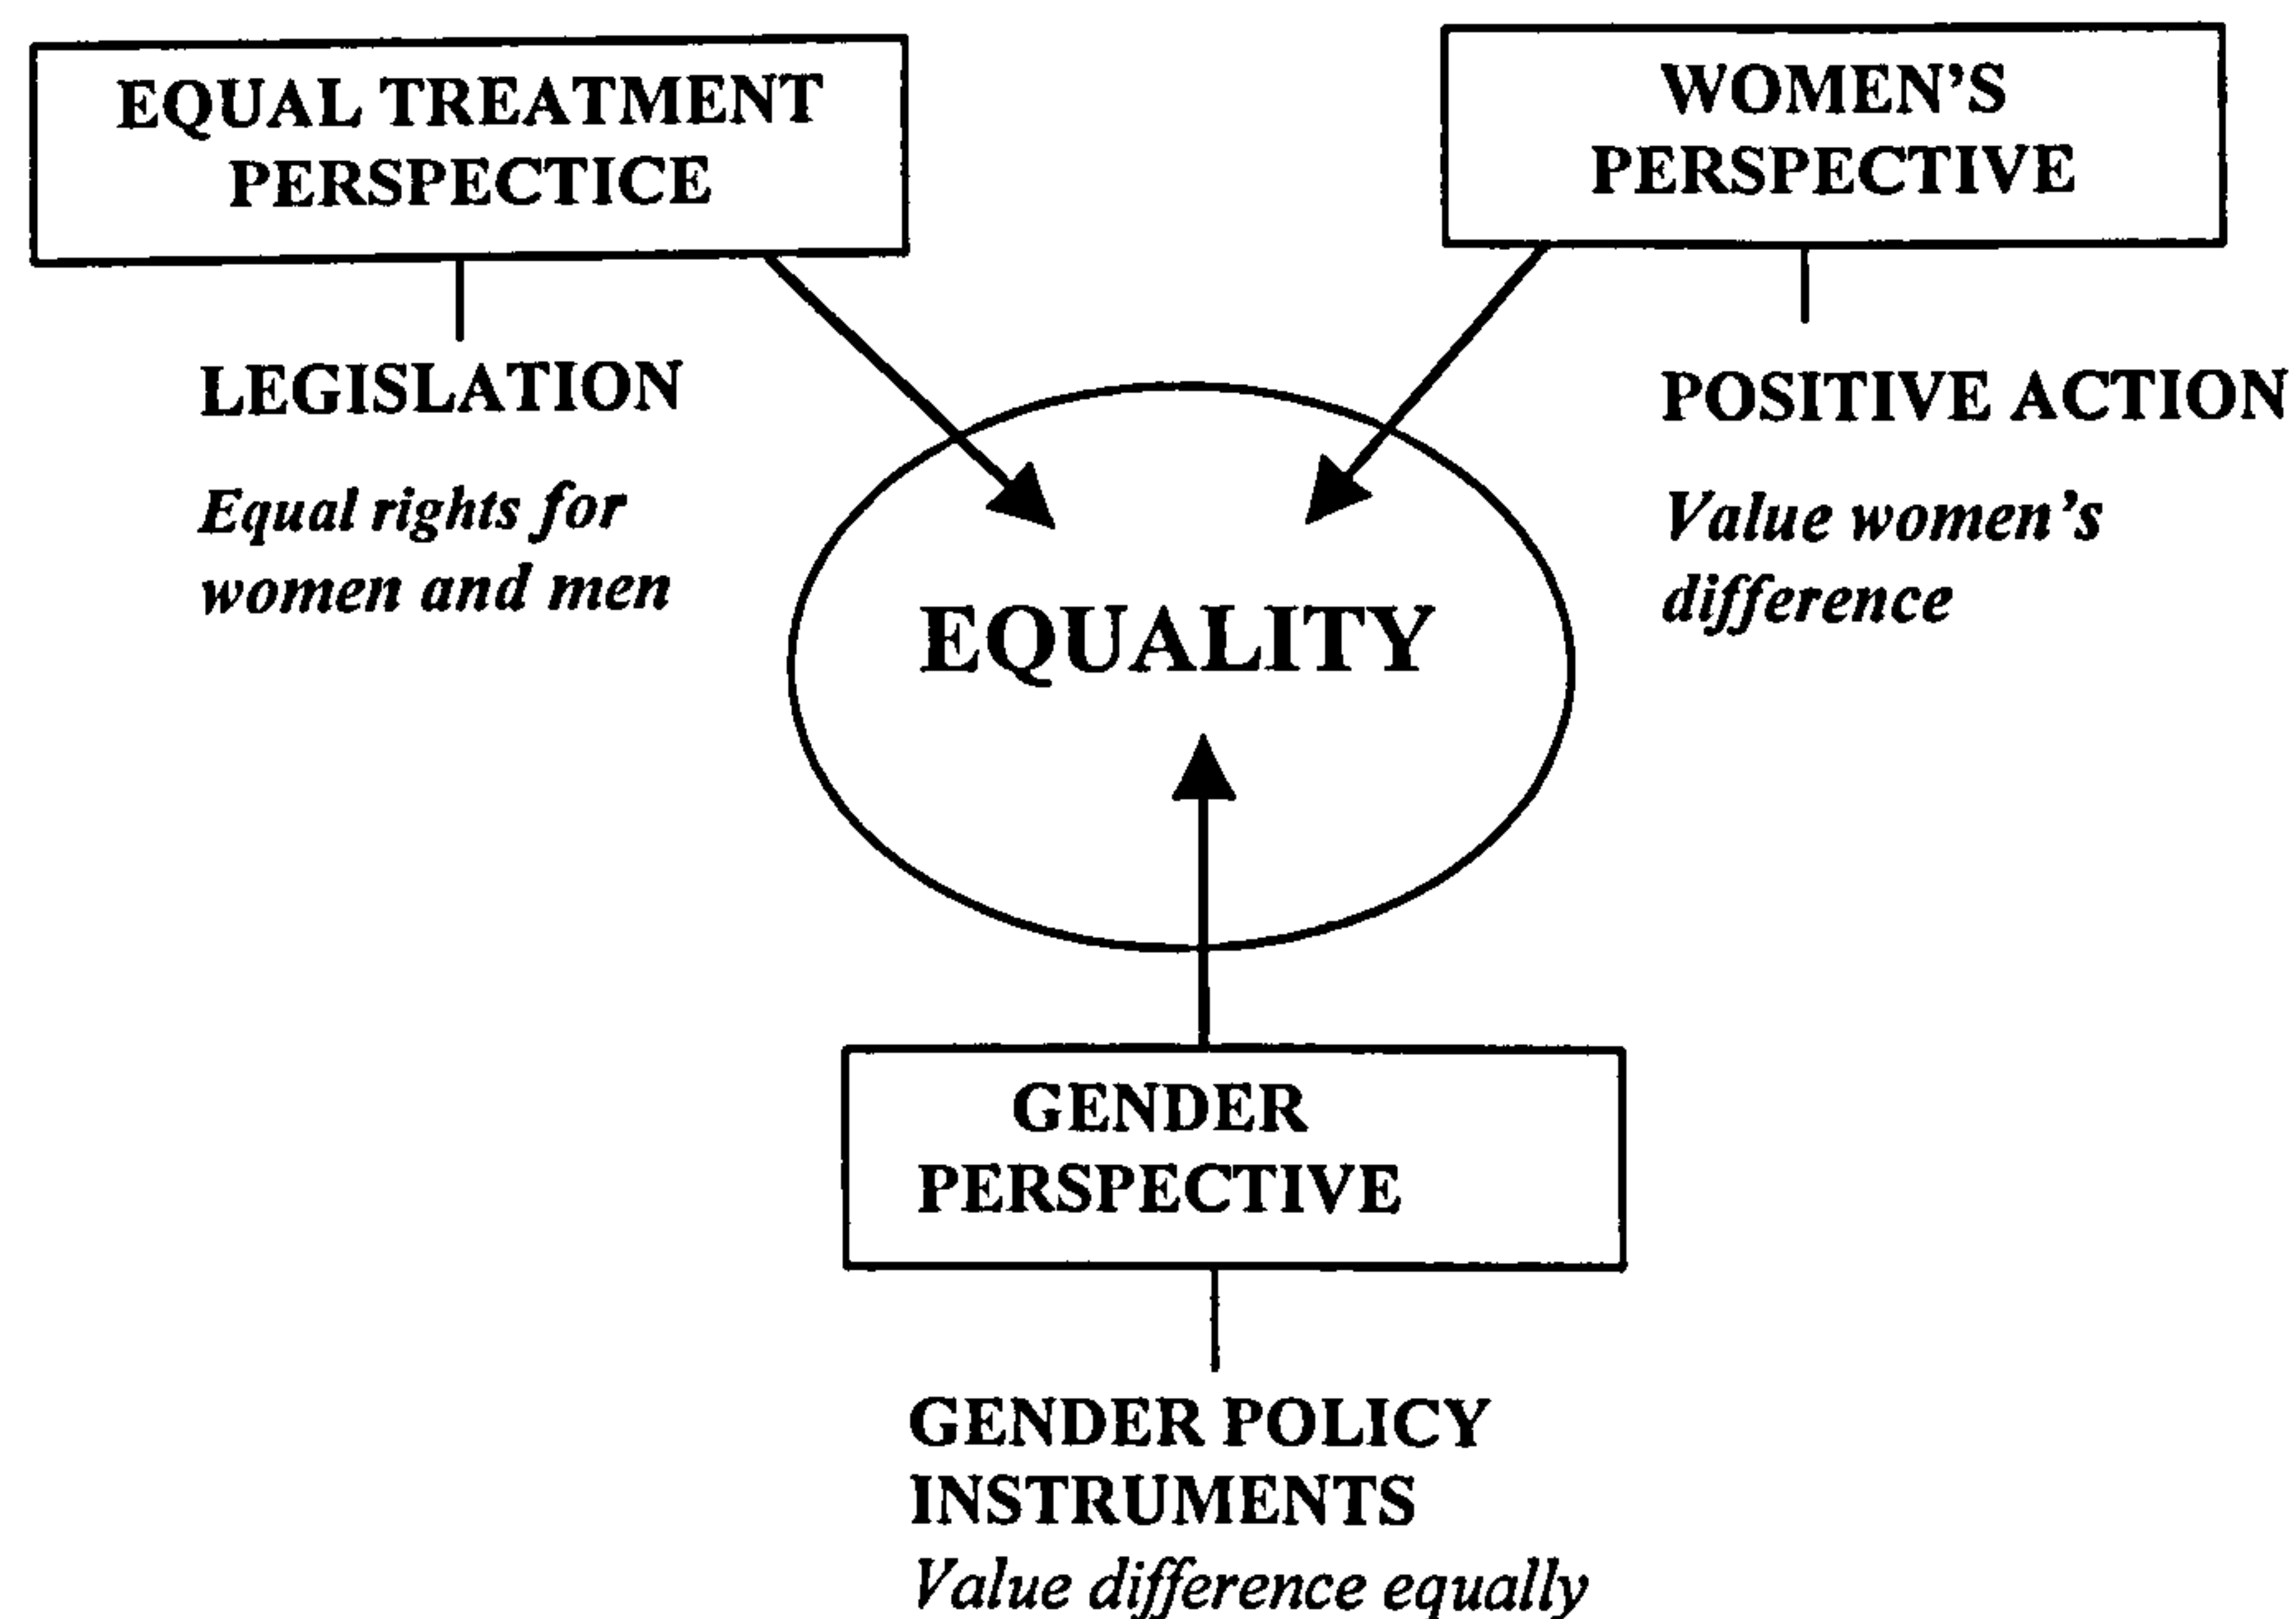 EQUAL TREATMENT
PERSPECTICE
LEGISLATION
Equal rights for
women and men
WOMEN'S
PERSPECTIVE
POSITIVE ACTION
Value women's
difference
EQUALITY
GENDER
PERSPECTIVE
GENDER POLICY
INSTRUMENTS
Value difference equally